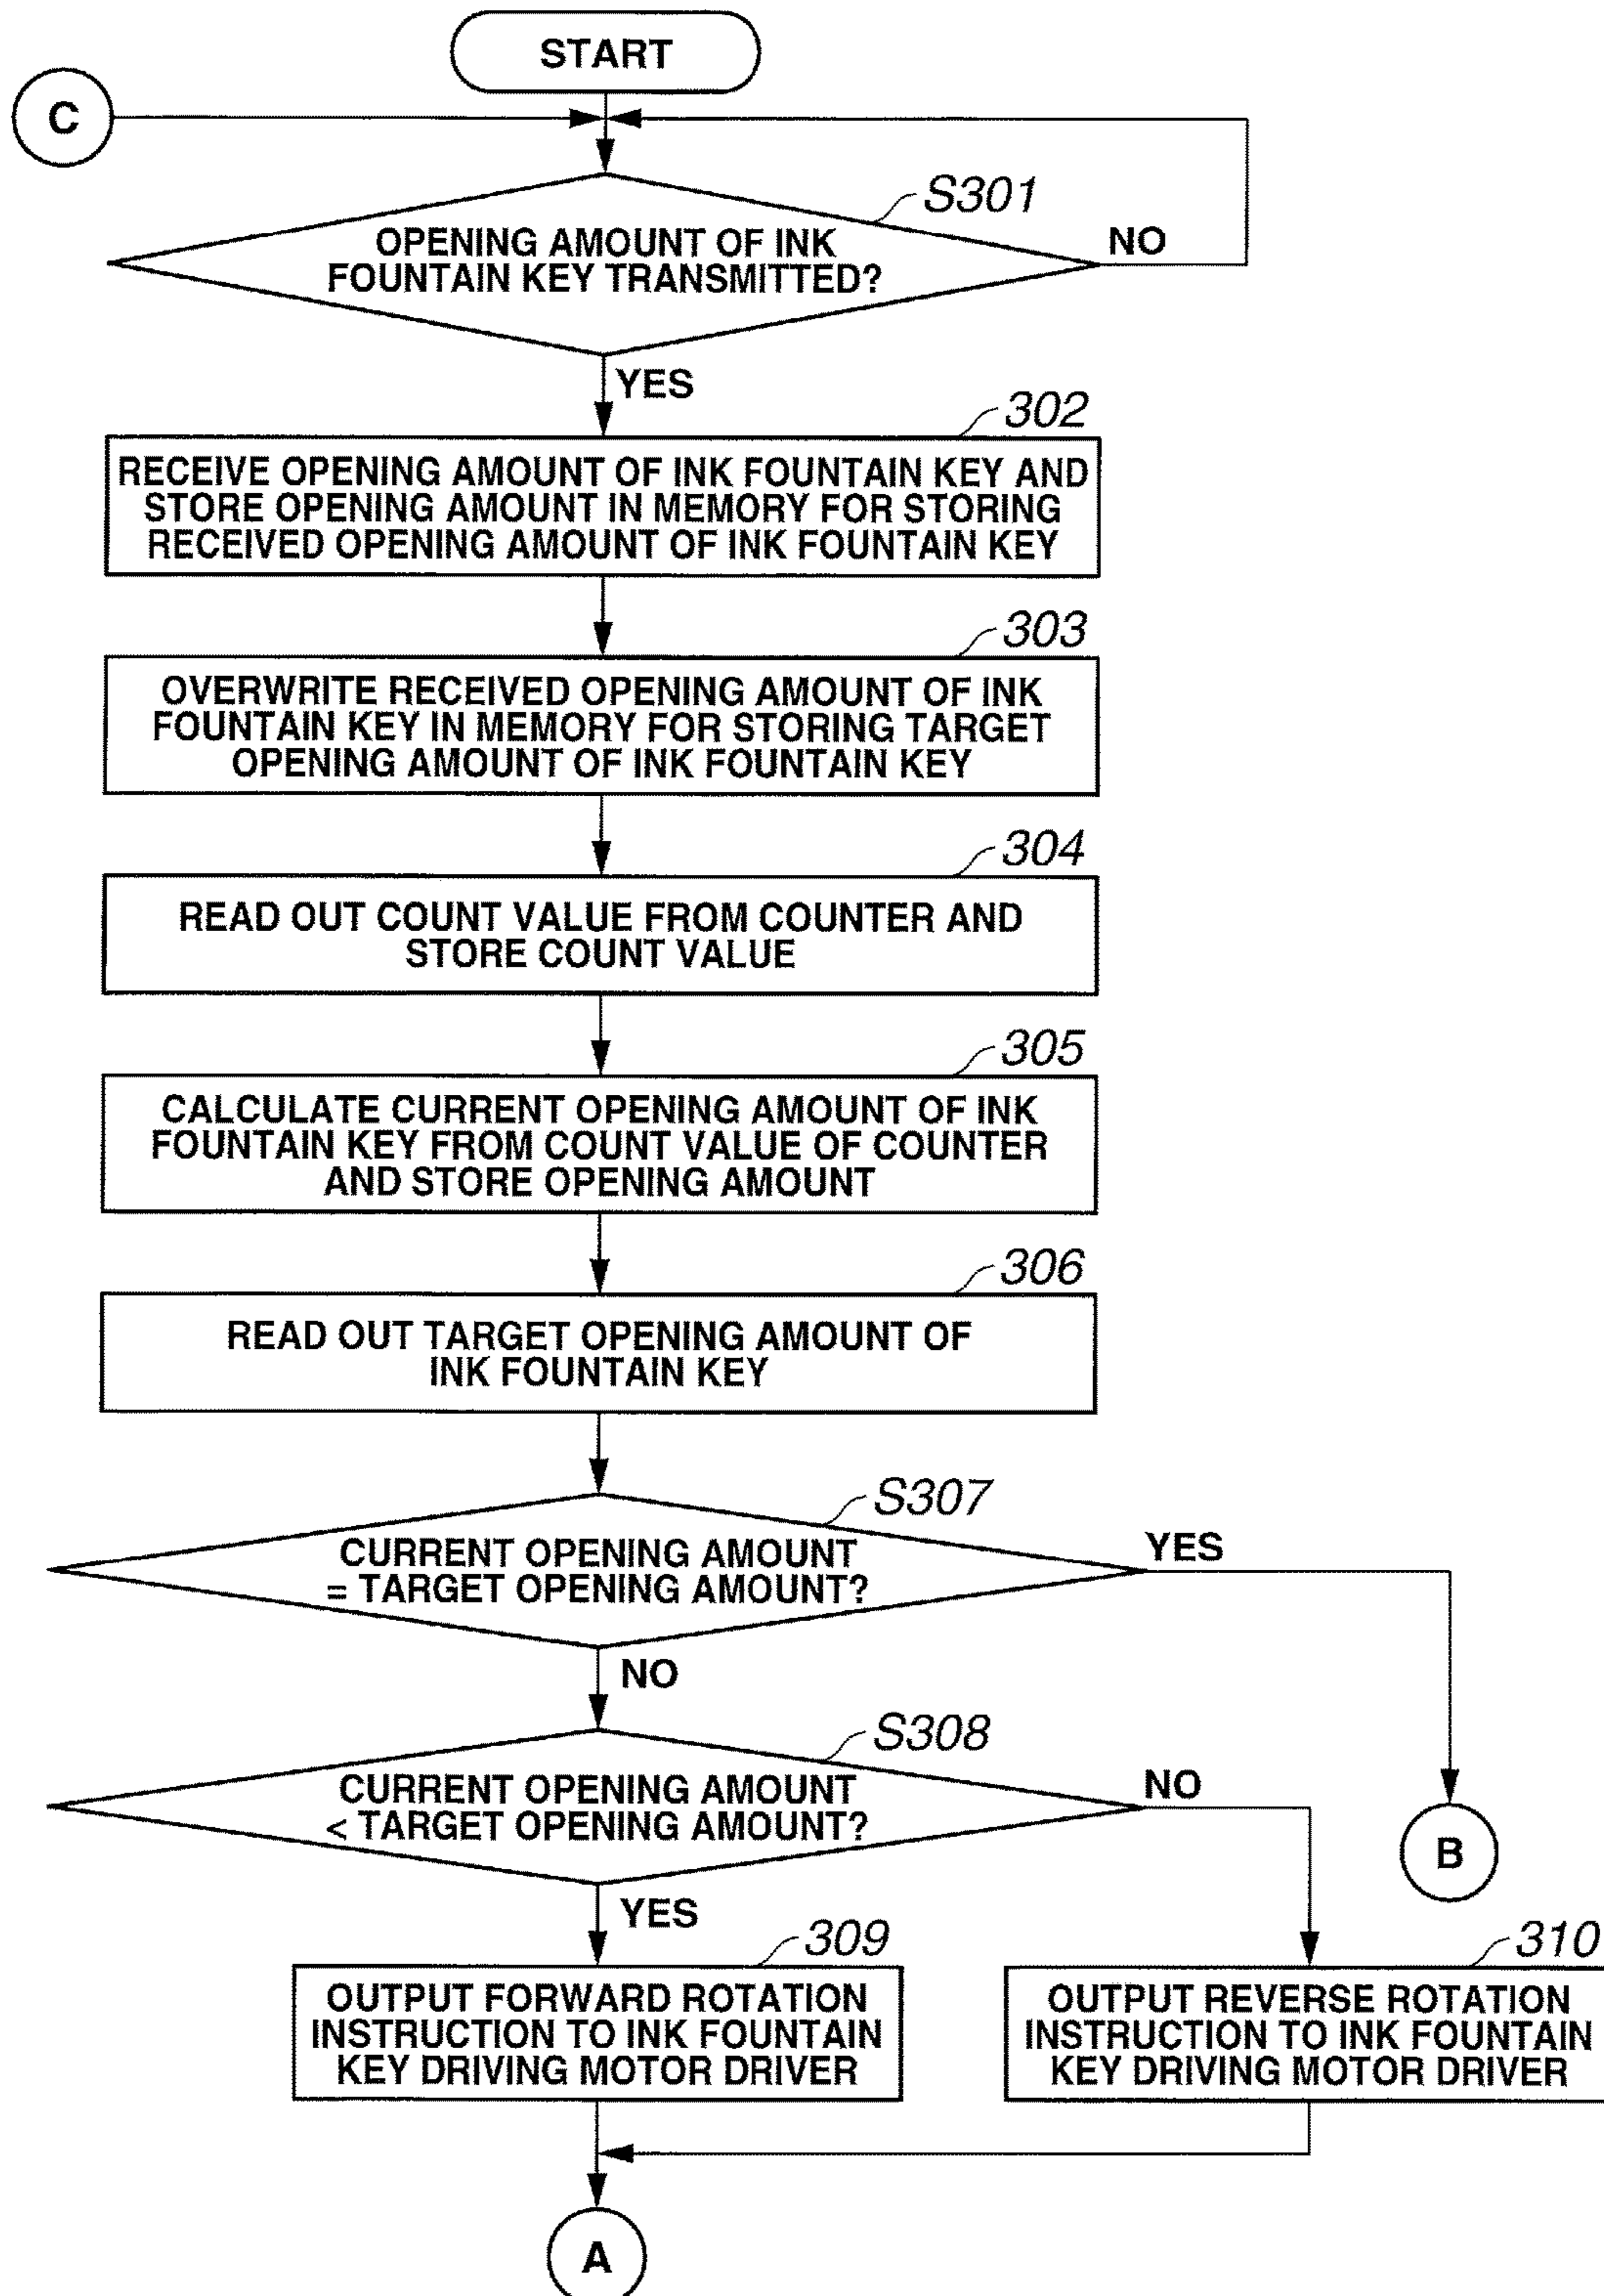 START
C
S301
OPENING AMOUNT OF INK
FOUNTAIN KEY TRANSMITTED?
NO
YES
302
RECEIVE OPENING AMOUNT OF INK FOUNTAIN KEY AND
STORE OPENING AMOUNT IN MEMORY FOR STORING
RECEIVED OPENING AMOUNT OF INK FOUNTAIN KEY
303
OVERWRITE RECEIVED OPENING AMOUNT OF INK
FOUNTAIN KEY IN MEMORY FOR STORING TARGET
OPENING AMOUNT OF INK FOUNTAIN KEY
304
READ OUT COUNT VALUE FROM COUNTER AND
STORE COUNT VALUE
305
CALCULATE CURRENT OPENING AMOUNT OF INK
FOUNTAIN KEY FROM COUNT VALUE OF COUNTER
AND STORE OPENING AMOUNT
306
READ OUT TARGET OPENING AMOUNT OF
INK FOUNTAIN KEY
S307
CURRENT OPENING AMOUNT
= TARGET OPENING AMOUNT?
YES
NO
S308
CURRENT OPENING AMOUNT
< TARGET OPENING AMOUNT?
NO
B
YES
309
OUTPUT FORWARD ROTATION
INSTRUCTION TO INK FOUNTAIN
KEY DRIVING MOTOR DRIVER
310
OUTPUT REVERSE ROTATION
INSTRUCTION TO INK FOUNTAIN
KEY DRIVING MOTOR DRIVER
A